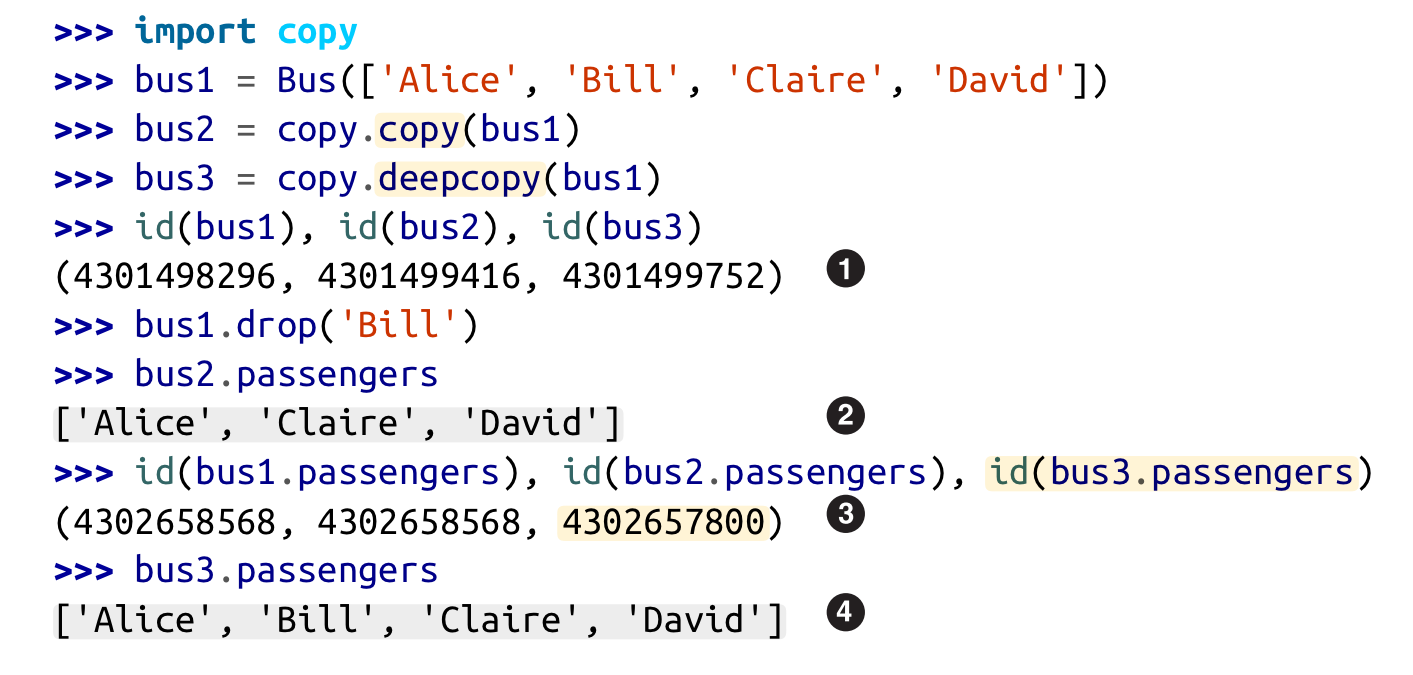 >>> import copy
>>> bus1 = Bus(['Alice', 'Bill', 'Claire', 'David'])
>>> bus2 = copy.copy(bus1)
>>> bus3 = copy.deepcopy(bus1)
>>> id(bus1), id(bus2), id(bus3)
(4301498296, 4301499416, 4301499752) ❶
>>> bus1.drop('Bill')
>>> bus2.passengers
['Alice', 'Claire', 'David'] ❷
>>> id(bus1.passengers), id(bus2.passengers), id(bus3.passengers)
(4302658568, 4302658568, 4302657800) ❸
>>> bus3.passengers
['Alice', 'Bill', 'Claire', 'David'] ❹